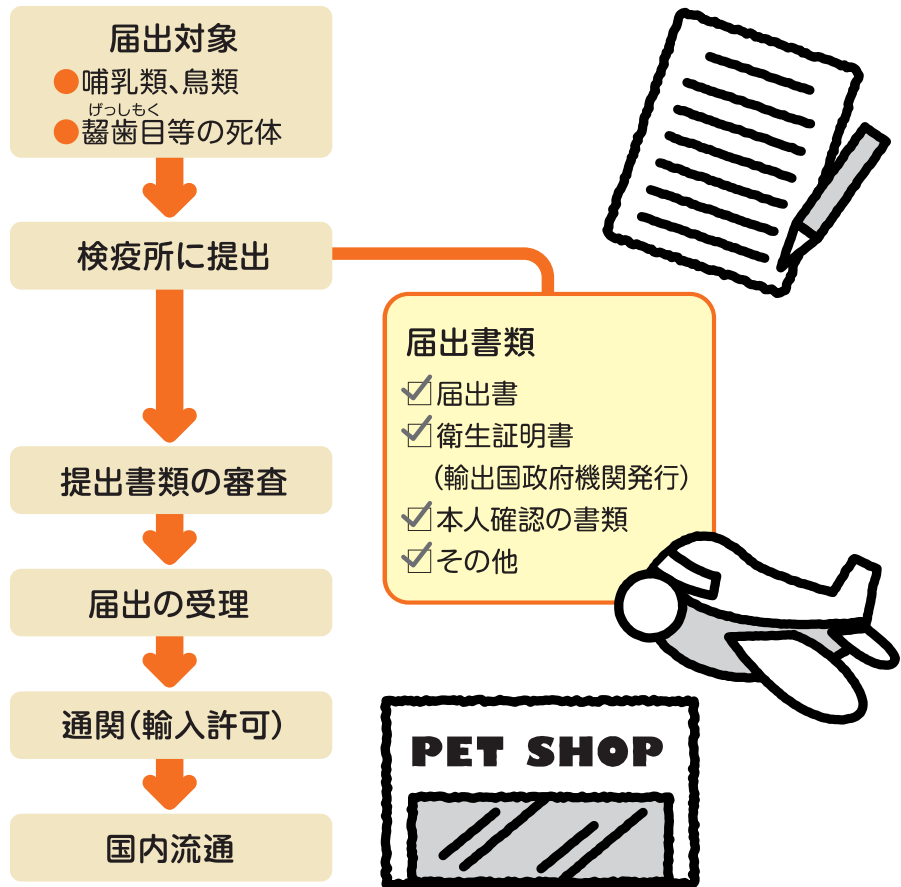 届出対象
●哺乳類、鳥類
げっしもく
●齧歯目等の死体
検疫所に提出
届出書類
届出書
衛生証明書
（輸出国政府機関発行）
本人確認の書類
その他
提出書類の審査
届出の受理
通関（輸入許可）
国内流通
PET SHOP